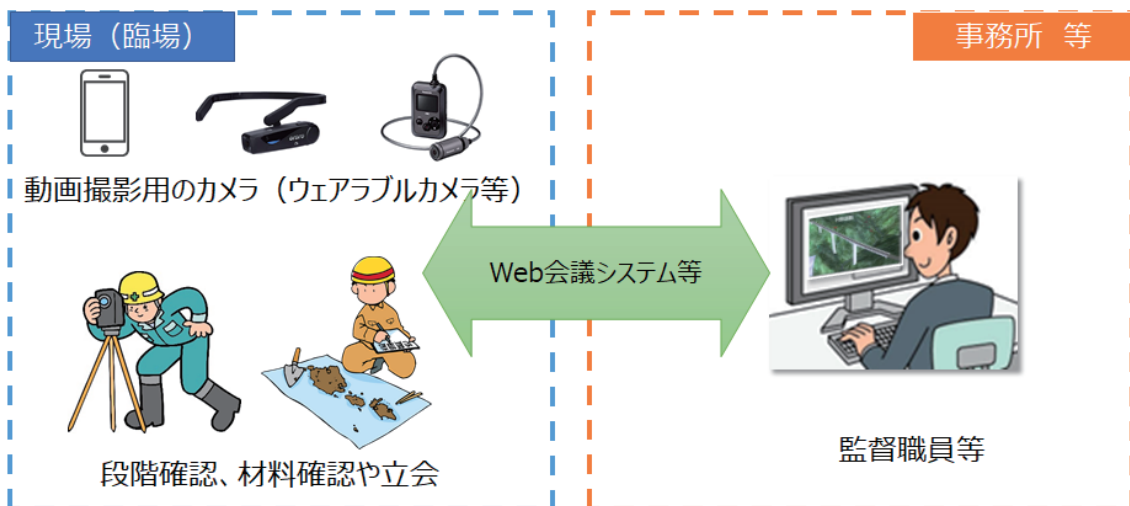 現場（臨場）
事務所 等
動画撮影用のカメラ（ウェアラブルカメラ等）
Web会議システム等
段階確認、材料確認や立会
監督職員等